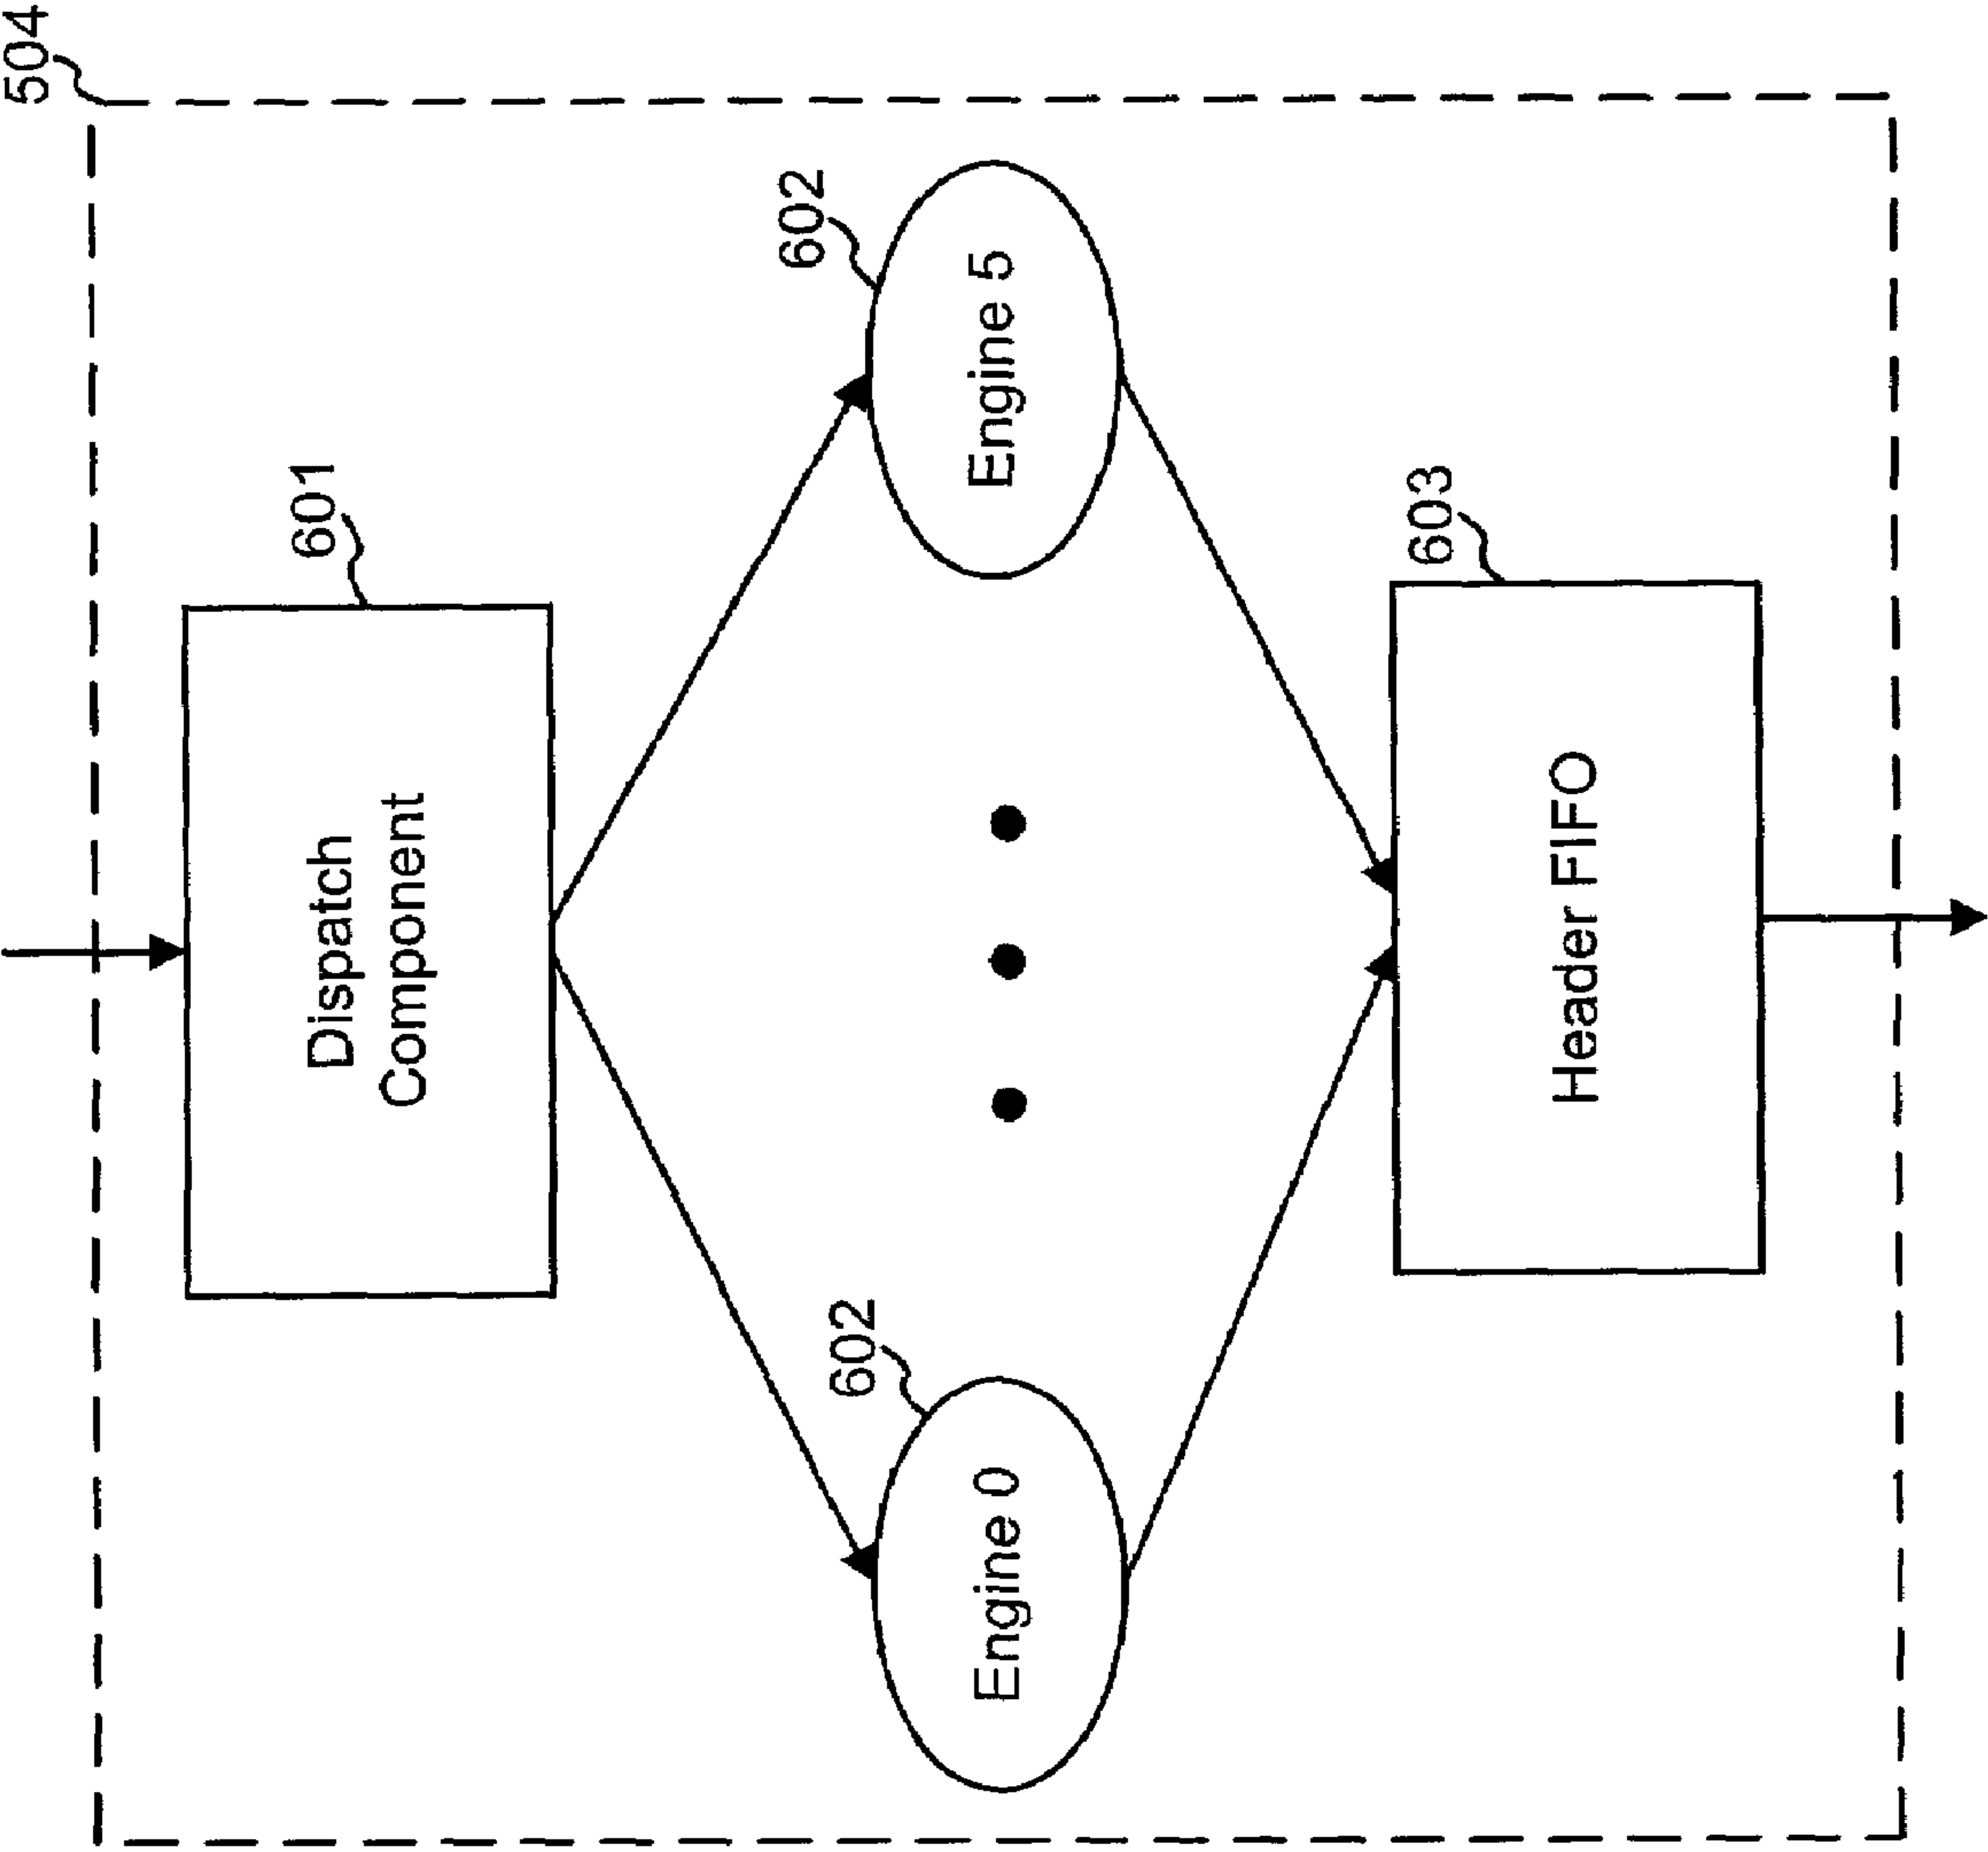 504
601
Dispatch
Component
602
Engine 0
602
Engine 5
603
Header FIFO